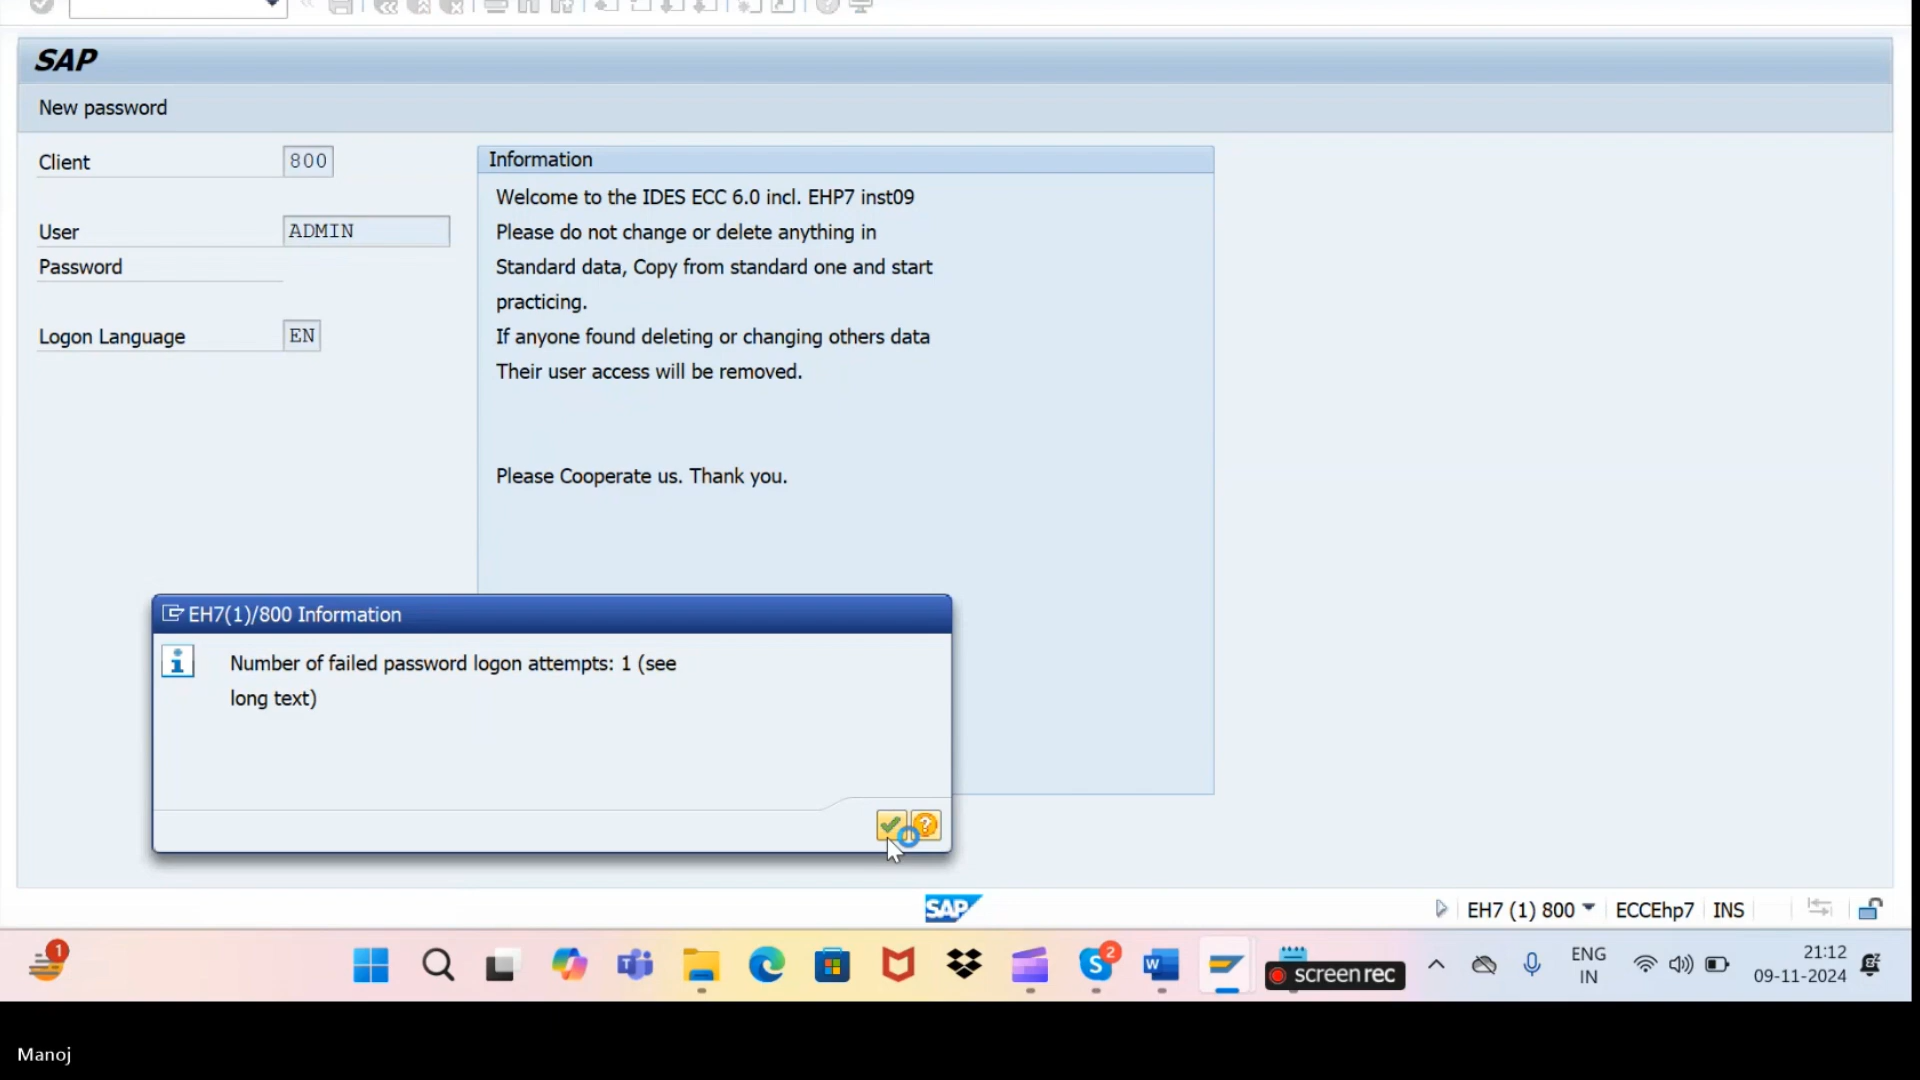 SAP
New password
Client 800
User ADMIN
Password
Logon Language EN
Information
Welcome to the IDES ECC 6.0 incl. EHP7 inst09
Please do not change or delete anything in
Standard data, Copy from standard one and start
practicing.
If anyone found deleting or changing others data
Their user access will be removed.
Please Cooperate us. Thank you.
EH7(1)/800 Information
Number of failed password logon attempts: 1 (see
long text)
SAP
EH7 (1) 800
ECCEhp7
INS
1
2
screenrec
ENG
IN
21:12
09-11-2024
Manoj